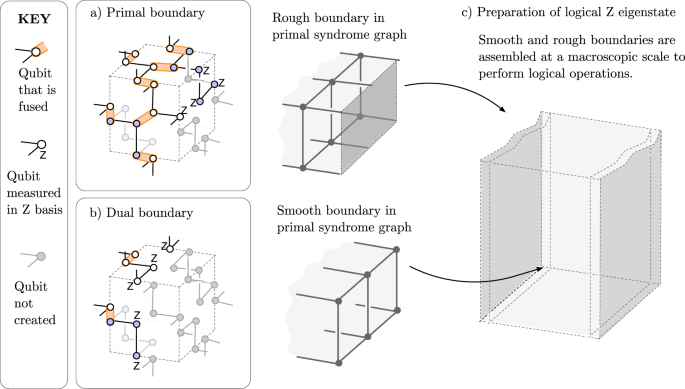 KEY
Qubit
that is
fused
Z
Qubit
measured
in Z basis
Qubit
not
created
a) Primal boundary
Z
Z
Z
Z
Z
b) Dual boundary
Z
Z
Z
Z
Z
Rough boundary in
primal syndrome graph
Smooth boundary in
primal syndrome graph
c) Preparation of logical Z eigenstate
Smooth and rough boundaries are
assembled at a macroscopic scale to
perform logical operations.